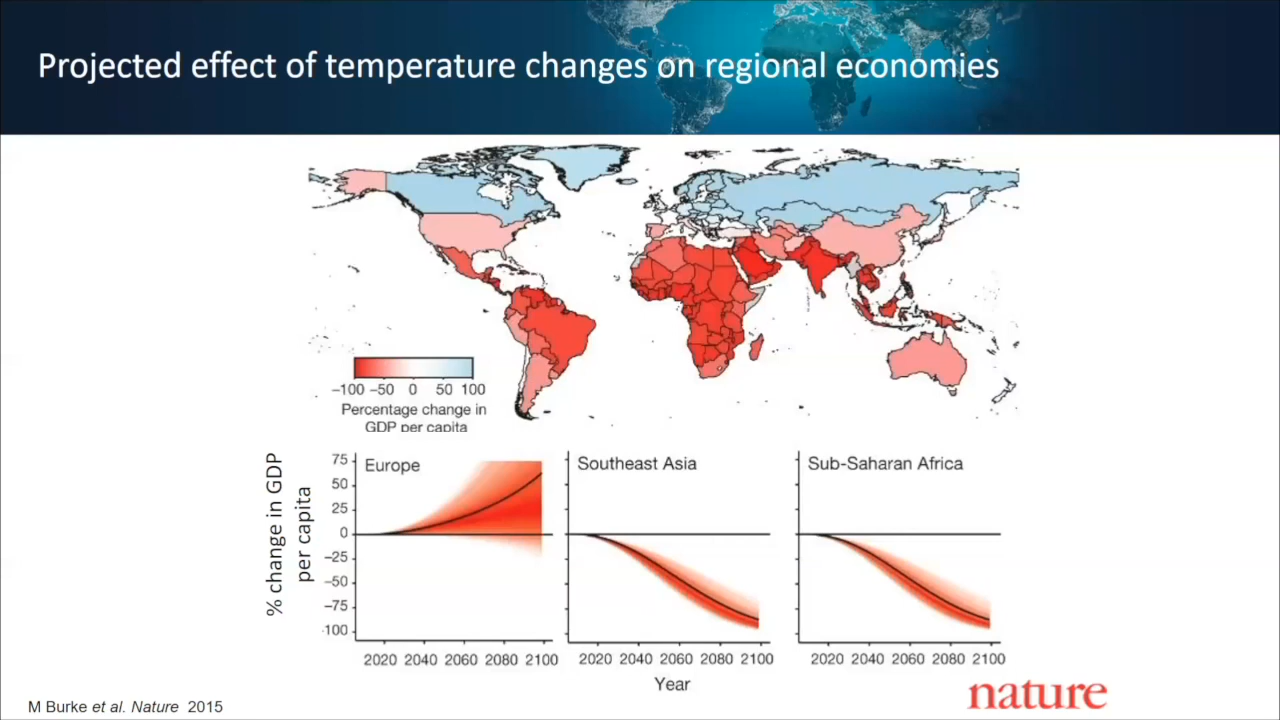 Projected effect of temperature changes on regional economies
−100 −50 0 50 100
Percentage change in
GDP per capita
% change in GDP
per capita
75
50
25
0
−25
−50
−75
100
Europe
2020 2040 2060 2080 2100
Southeast Asia
2020 2040 2060 2080 2100
Sub-Saharan Africa
2020 2040 2060 2080 2100
Year
nature
M Burke et al. Nature 2015